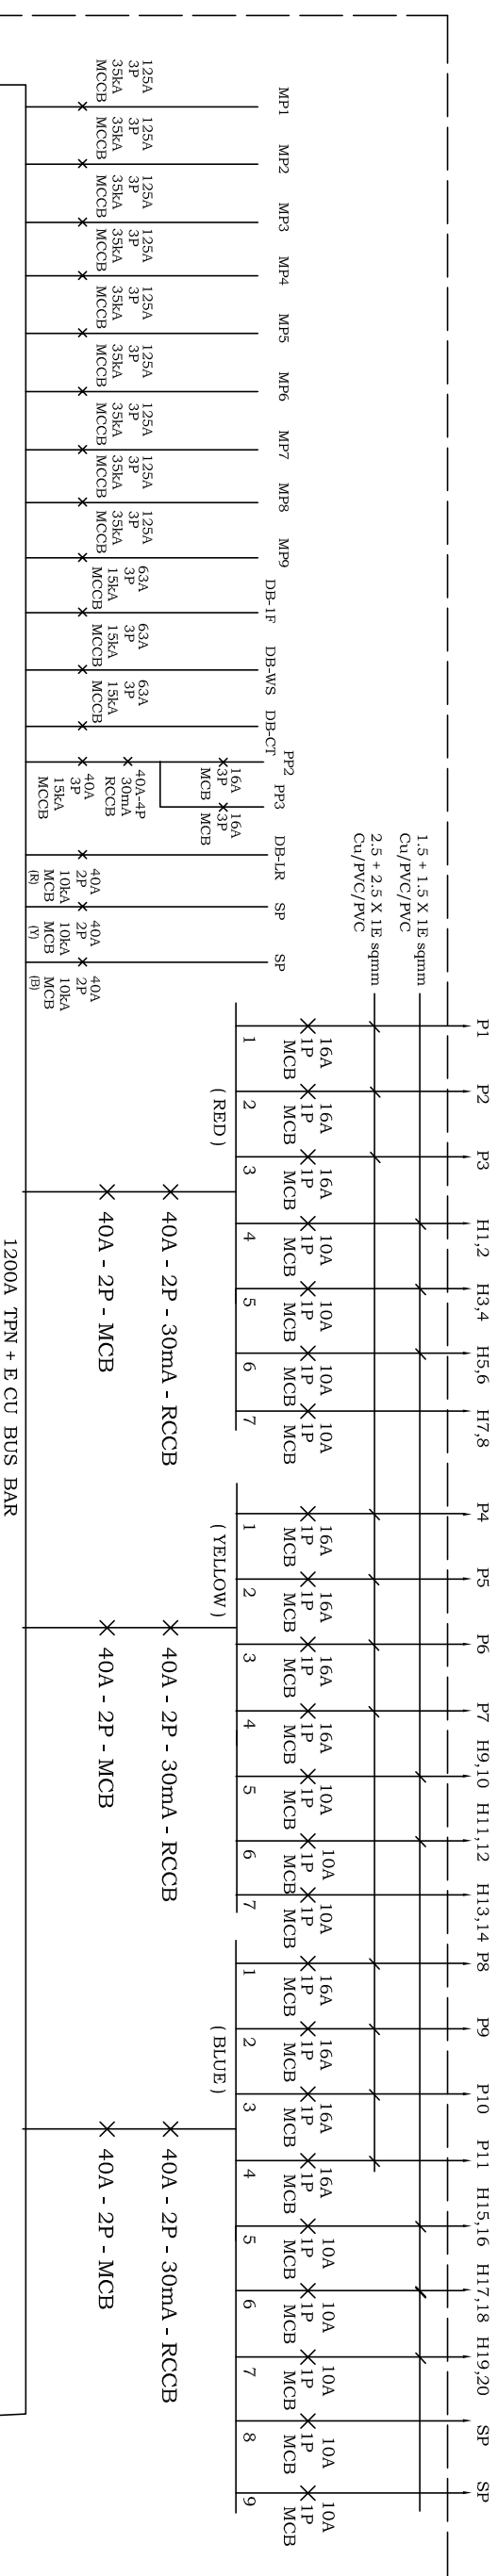 MP1
125A
3P
35kA
MCCB
MP2
125A
3P
35kA
MCCB
MP3
125A
3P
35kA
MCCB
MP4
125A
3P
35kA
MCCB
MP5
125A
3P
35kA
MCCB
MP6
125A
3P
35kA
MCCB
MP7
125A
3P
35kA
MCCB
MP8
125A
3P
35kA
MCCB
MP9
125A
3P
35kA
MCCB
DB-1F
63A
3P
15kA
MCCB
DB-WS
63A
3P
15kA
MCCB
DB-CT
63A
3P
15kA
MCCB
PP2
16A
3P
MCB
40A-4P
30mA
RCCB
40A
3P
15kA
MCCB
PP3
16A
3P
MCB
DB-LR
40A
2P
10kA
MCB
(R)
SP
40A
2P
10kA
MCB
(Y)
SP
40A
2P
10kA
MCB
(B)
1.5 + 1.5 X 1E sqmm
Cu/PVC/PVC
2.5 + 2.5 X 1E sqmm
Cu/PVC/PVC
P1
16A
1P
MCB
1
P2
16A
1P
MCB
2
P3
16A
1P
MCB
3
H1,2
10A
1P
MCB
4
H3,4
10A
1P
MCB
5
H5,6
10A
1P
MCB
6
H7,8
10A
1P
MCB
7
( RED )
40A - 2P - 30mA - RCCB
40A - 2P - MCB
P4
16A
1P
MCB
1
P5
16A
1P
MCB
2
P6
16A
1P
MCB
3
P7
16A
1P
MCB
4
H9,10
10A
1P
MCB
5
H11,12
10A
1P
MCB
6
H13,14
10A
1P
MCB
7
( YELLOW )
40A - 2P - 30mA - RCCB
40A - 2P - MCB
P8
16A
1P
MCB
1
P9
16A
1P
MCB
2
P10
16A
1P
MCB
3
P11
16A
1P
MCB
4
H15,16
10A
1P
MCB
5
H17,18
10A
1P
MCB
6
H19,20
10A
1P
MCB
7
SP
10A
1P
MCB
8
SP
10A
1P
MCB
9
( BLUE )
40A - 2P - 30mA - RCCB
40A - 2P - MCB
1200A TPN + E CU BUS BAR